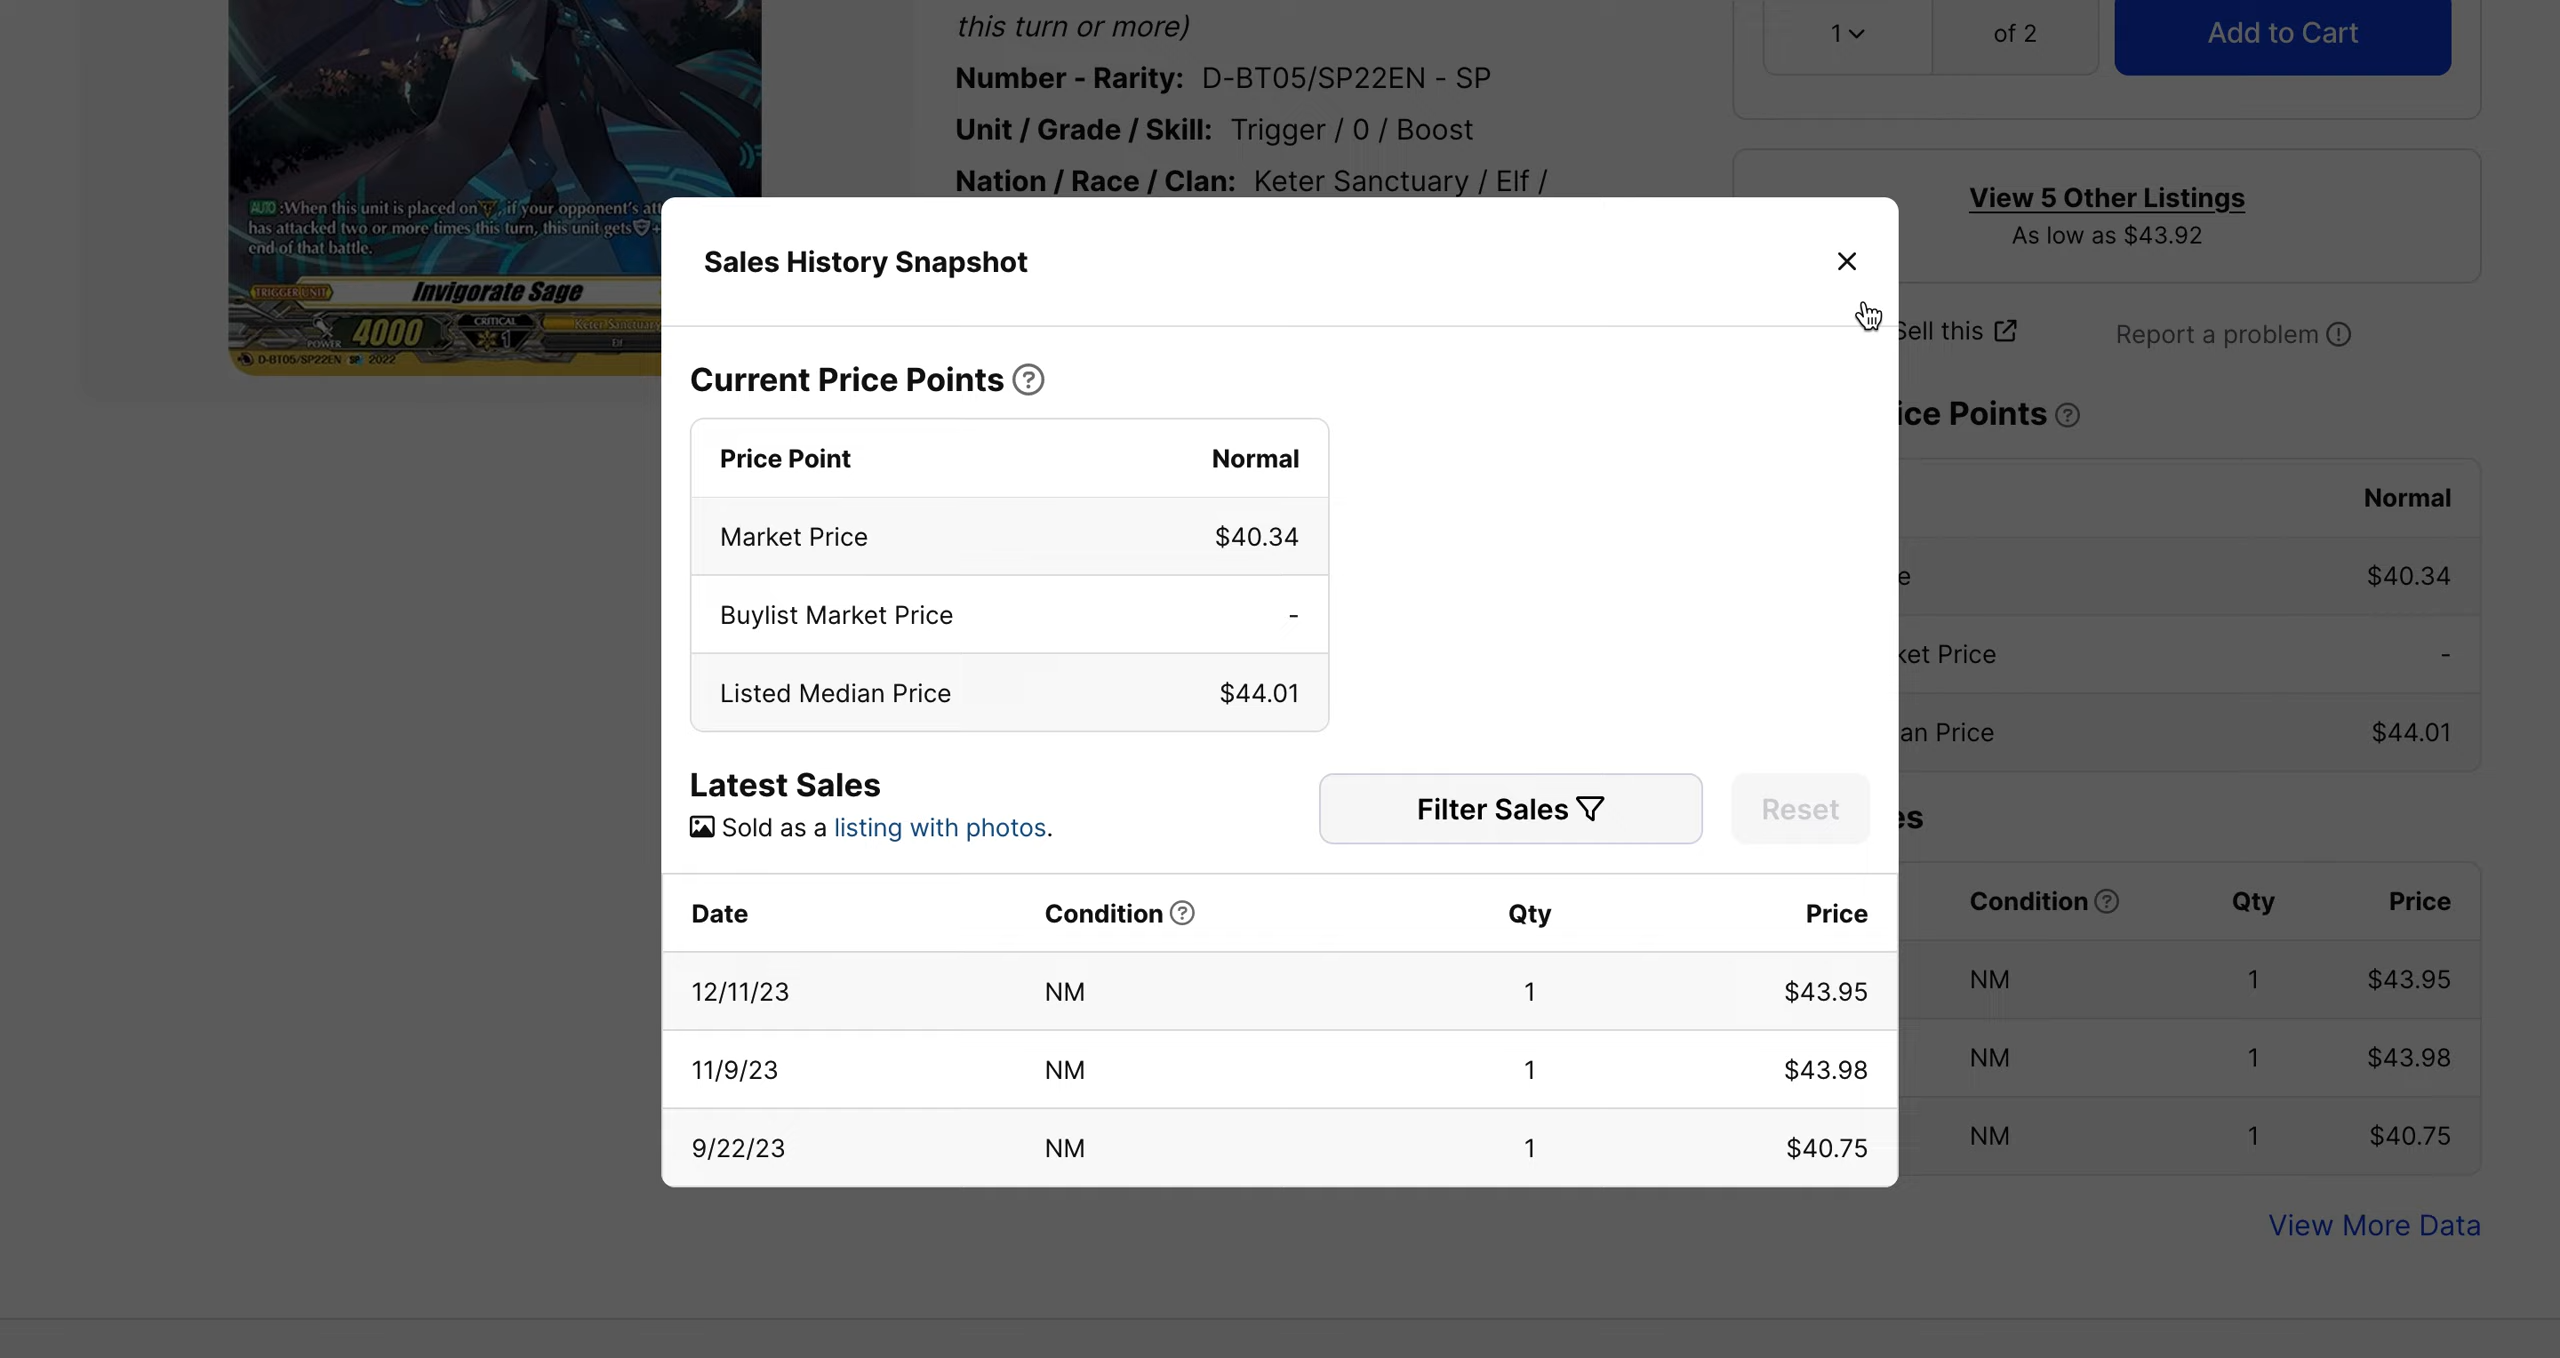 this turn or more)
Number - Rarity: D-BT05/SP22EN - SP
Unit / Grade / Skill: Trigger / 0 / Boost
Nation / Race / Clan: Keter Sanctuary / Elf /
1
of 2
Add to Cart
View 5 Other Listings
As low as $43.92
Sell this
Report a problem
ice Points
Normal
e $40.34
ket Price -
an Price $44.01
es
Condition Qty Price
NM 1 $43.95
NM 1 $43.98
NM 1 $40.75
View More Data
AUTO :When this unit is placed on , if your opponent's att
has attacked two or more times this turn, this unit gets +
end of that battle.
TRIGGER UNIT
Invigorate Sage
POWER 4000
CRITICAL 1
Keter Sanctuary
Elf
D-BT05/SP22EN SP 2022
Sales History Snapshot
Current Price Points
Price Point Normal
Market Price $40.34
Buylist Market Price -
Listed Median Price $44.01
Latest Sales
Sold as a listing with photos.
Filter Sales
Reset
Date Condition Qty Price
12/11/23 NM 1 $43.95
11/9/23 NM 1 $43.98
9/22/23 NM 1 $40.75